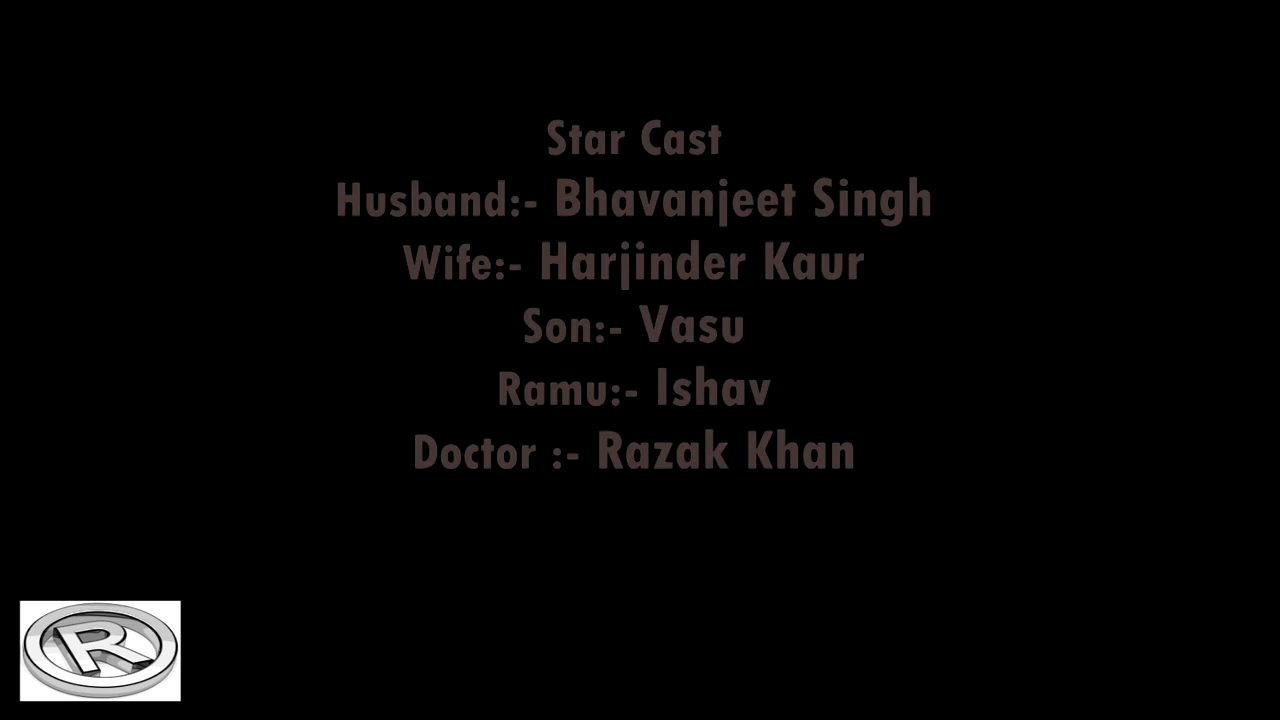 Star Cast
Husband:- Bhavanjeet Singh
Wife:- Harjinder Kaur
Son:- Vasu
Ramu:- Ishav
Doctor :- Razak Khan
R